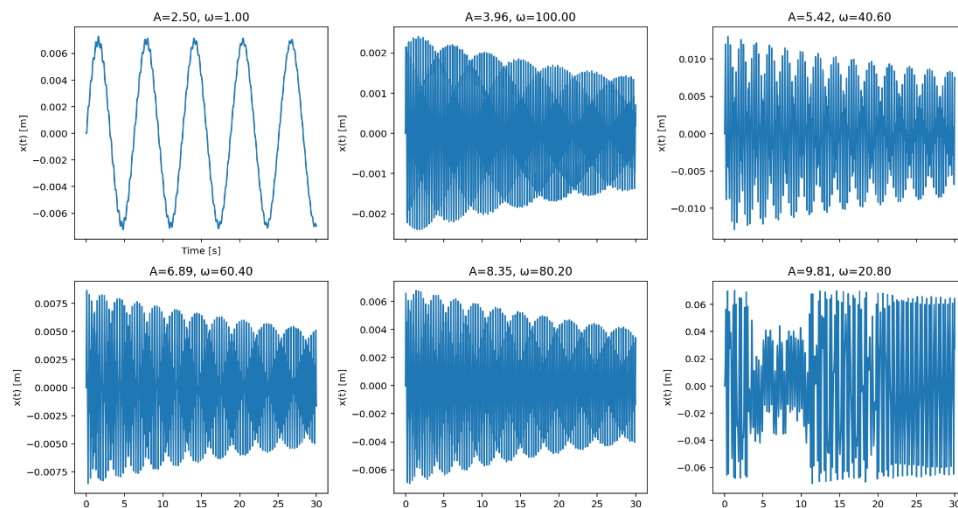 A=2.50, ω=1.00
x(t) [m]
0.006
0.004
0.002
0.000
−0.002
−0.004
−0.006
Time [s]
A=3.96, ω=100.00
x(t) [m]
0.002
0.001
0.000
−0.001
−0.002
A=5.42, ω=40.60
x(t) [m]
0.010
0.005
0.000
−0.005
−0.010
A=6.89, ω=60.40
x(t) [m]
0.0075
0.0050
0.0025
0.0000
−0.0025
−0.0050
−0.0075
0 5 10 15 20 25 30
A=8.35, ω=80.20
x(t) [m]
0.006
0.004
0.002
0.000
−0.002
−0.004
−0.006
0 5 10 15 20 25 30
A=9.81, ω=20.80
x(t) [m]
0.06
0.04
0.02
0.00
−0.02
−0.04
−0.06
0 5 10 15 20 25 30